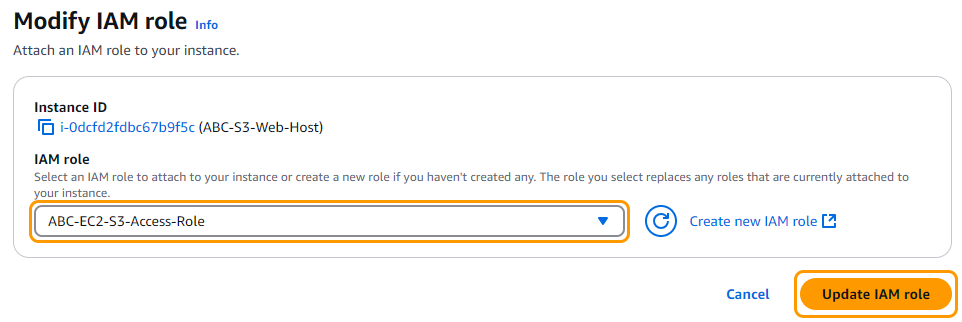 Modify IAM role Info
Attach an IAM role to your instance.
Instance ID
i-0dcfd2fdbc67b9f5c (ABC-S3-Web-Host)
IAM role
Select an IAM role to attach to your instance or create a new role if you haven't created any. The role you select replaces any roles that are currently attached to
your instance.
ABC-EC2-S3-Access-Role
Create new IAM role
Cancel
Update IAM role